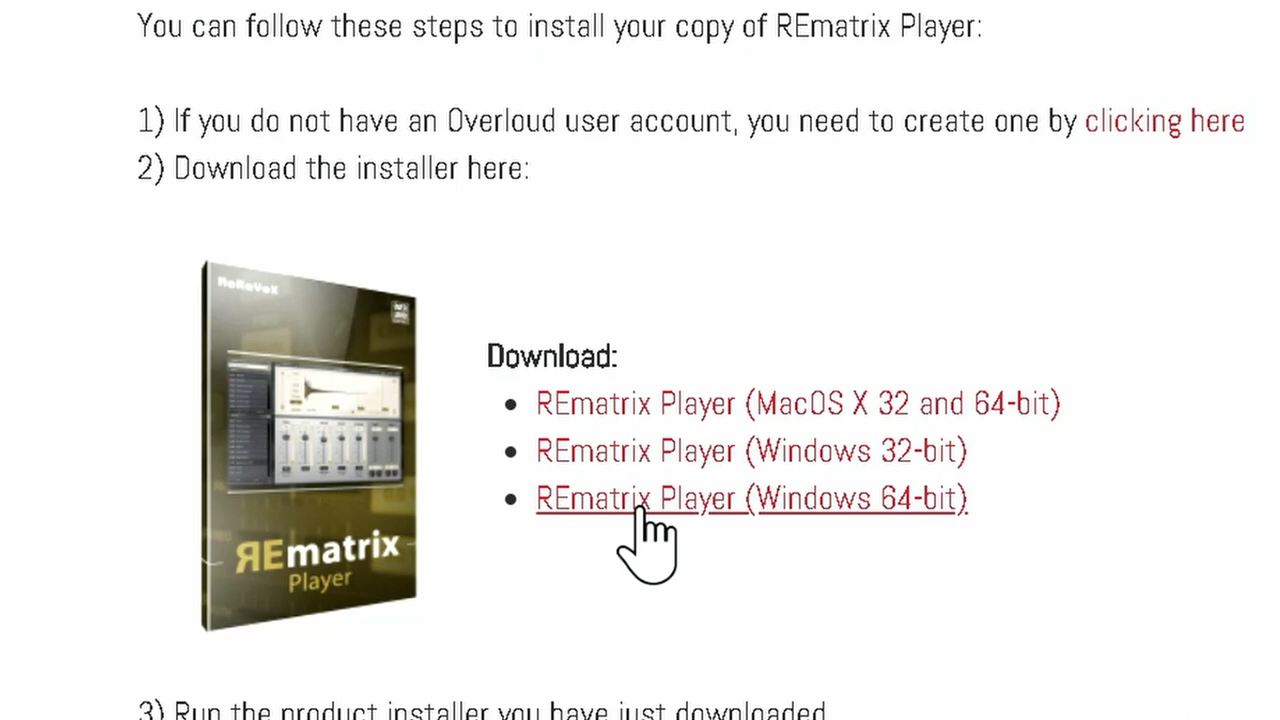 You can follow these steps to install your copy of REmatrix Player:
1) If you do not have an Overloud user account, you need to create one by clicking here
2) Download the installer here:
Download:
• REmatrix Player (MacOS X 32 and 64-bit)
• REmatrix Player (Windows 32-bit)
• REmatrix Player (Windows 64-bit)
REmatrix
Player
3) Run the product installer you have just downloaded